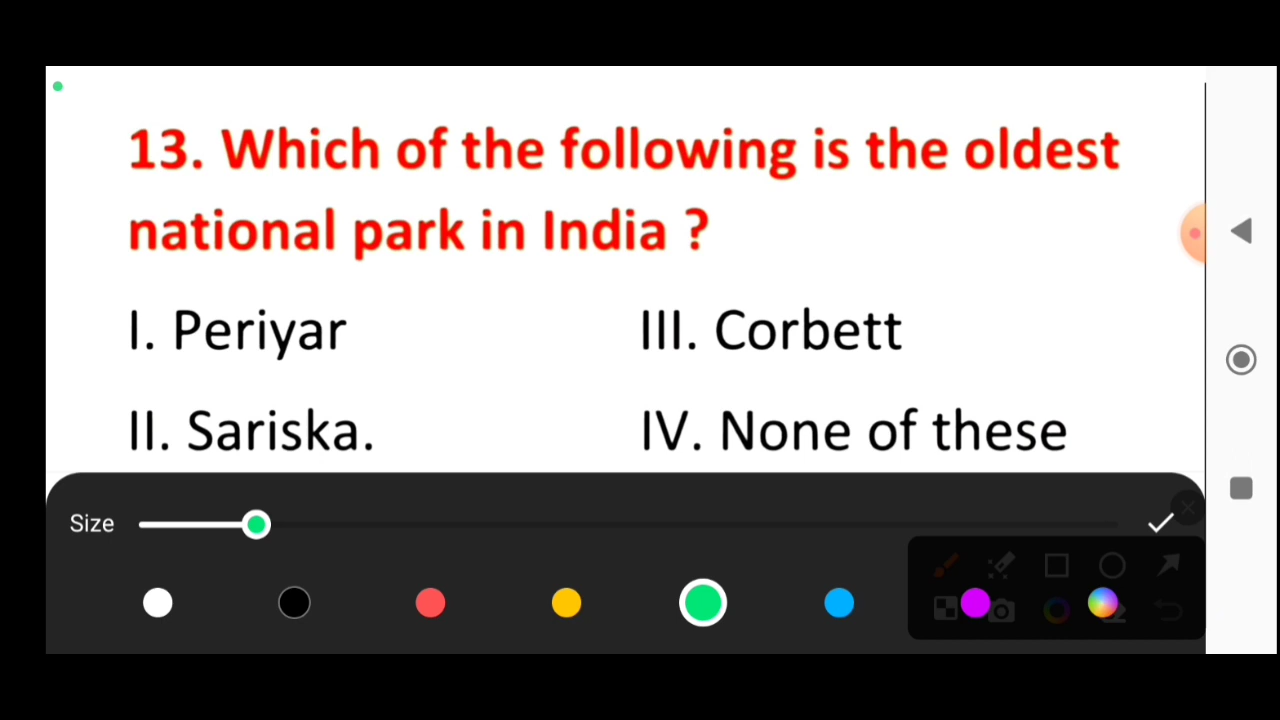 13. Which of the following is the oldest
national park in India ?
I. Periyar
III. Corbett
II. Sariska.
IV. None of these
Size